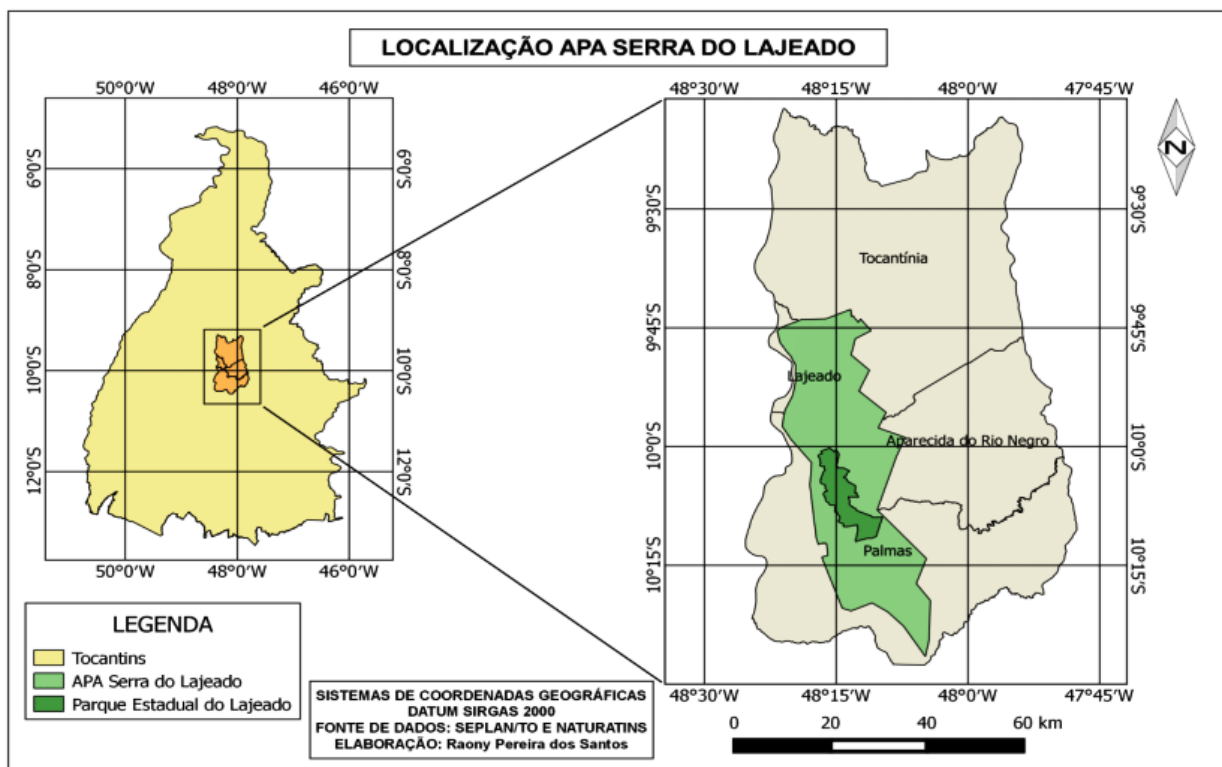 LOCALIZAÇÃO APA SERRA DO LAJEADO
50°0'W 48°0'W 46°0'W
6°0'S 6°0'S
8°0'S 8°0'S
10°0'S 10°0'S
12°0'S 12°0'S
50°0'W 48°0'W 46°0'W
48°30'W 48°15'W 48°0'W 47°45'W
N
9°30'S 9°30'S
Tocantínia
9°45'S 9°45'S
Lajeado
Aparecida do Rio Negro
10°0'S 10°0'S
Palmas
10°15'S 10°15'S
48°30'W 48°15'W 48°0'W 47°45'W
0 20 40 60 km
LEGENDA
Tocantins
APA Serra do Lajeado
Parque Estadual do Lajeado
SISTEMAS DE COORDENADAS GEOGRÁFICAS
DATUM SIRGAS 2000
FONTE DE DADOS: SEPLAN/TO E NATURATINS
ELABORAÇÃO: Raony Pereira dos Santos